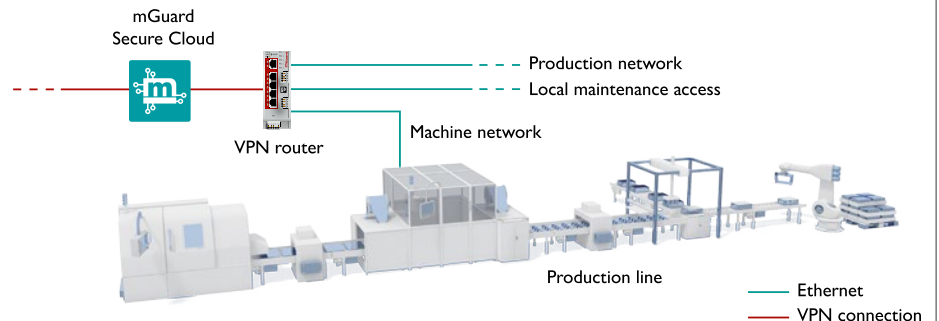 mGuard
Secure Cloud
m
VPN router
Production network
Local maintenance access
Machine network
Production line
Ethernet
VPN connection